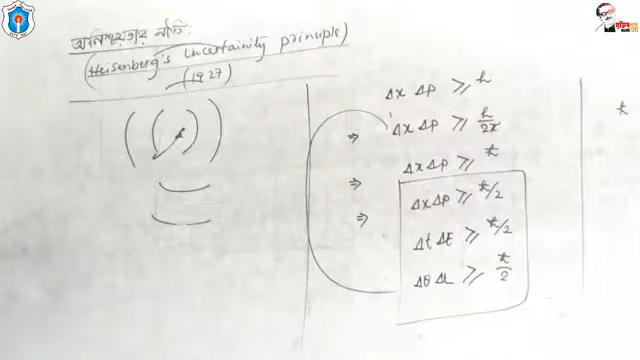 অনিশ্চয়তার নীতি:
(Heisenberg's Uncertainity principle)
(1927)
Δx Δp ≥ h
⇒ Δx Δp ≥ h/2π
Δx Δp ≥ ħ
⇒ Δx Δp ≥ ħ/2
⇒ Δt ΔE ≥ ħ/2
Δθ ΔL ≥ ħ/2
ħ